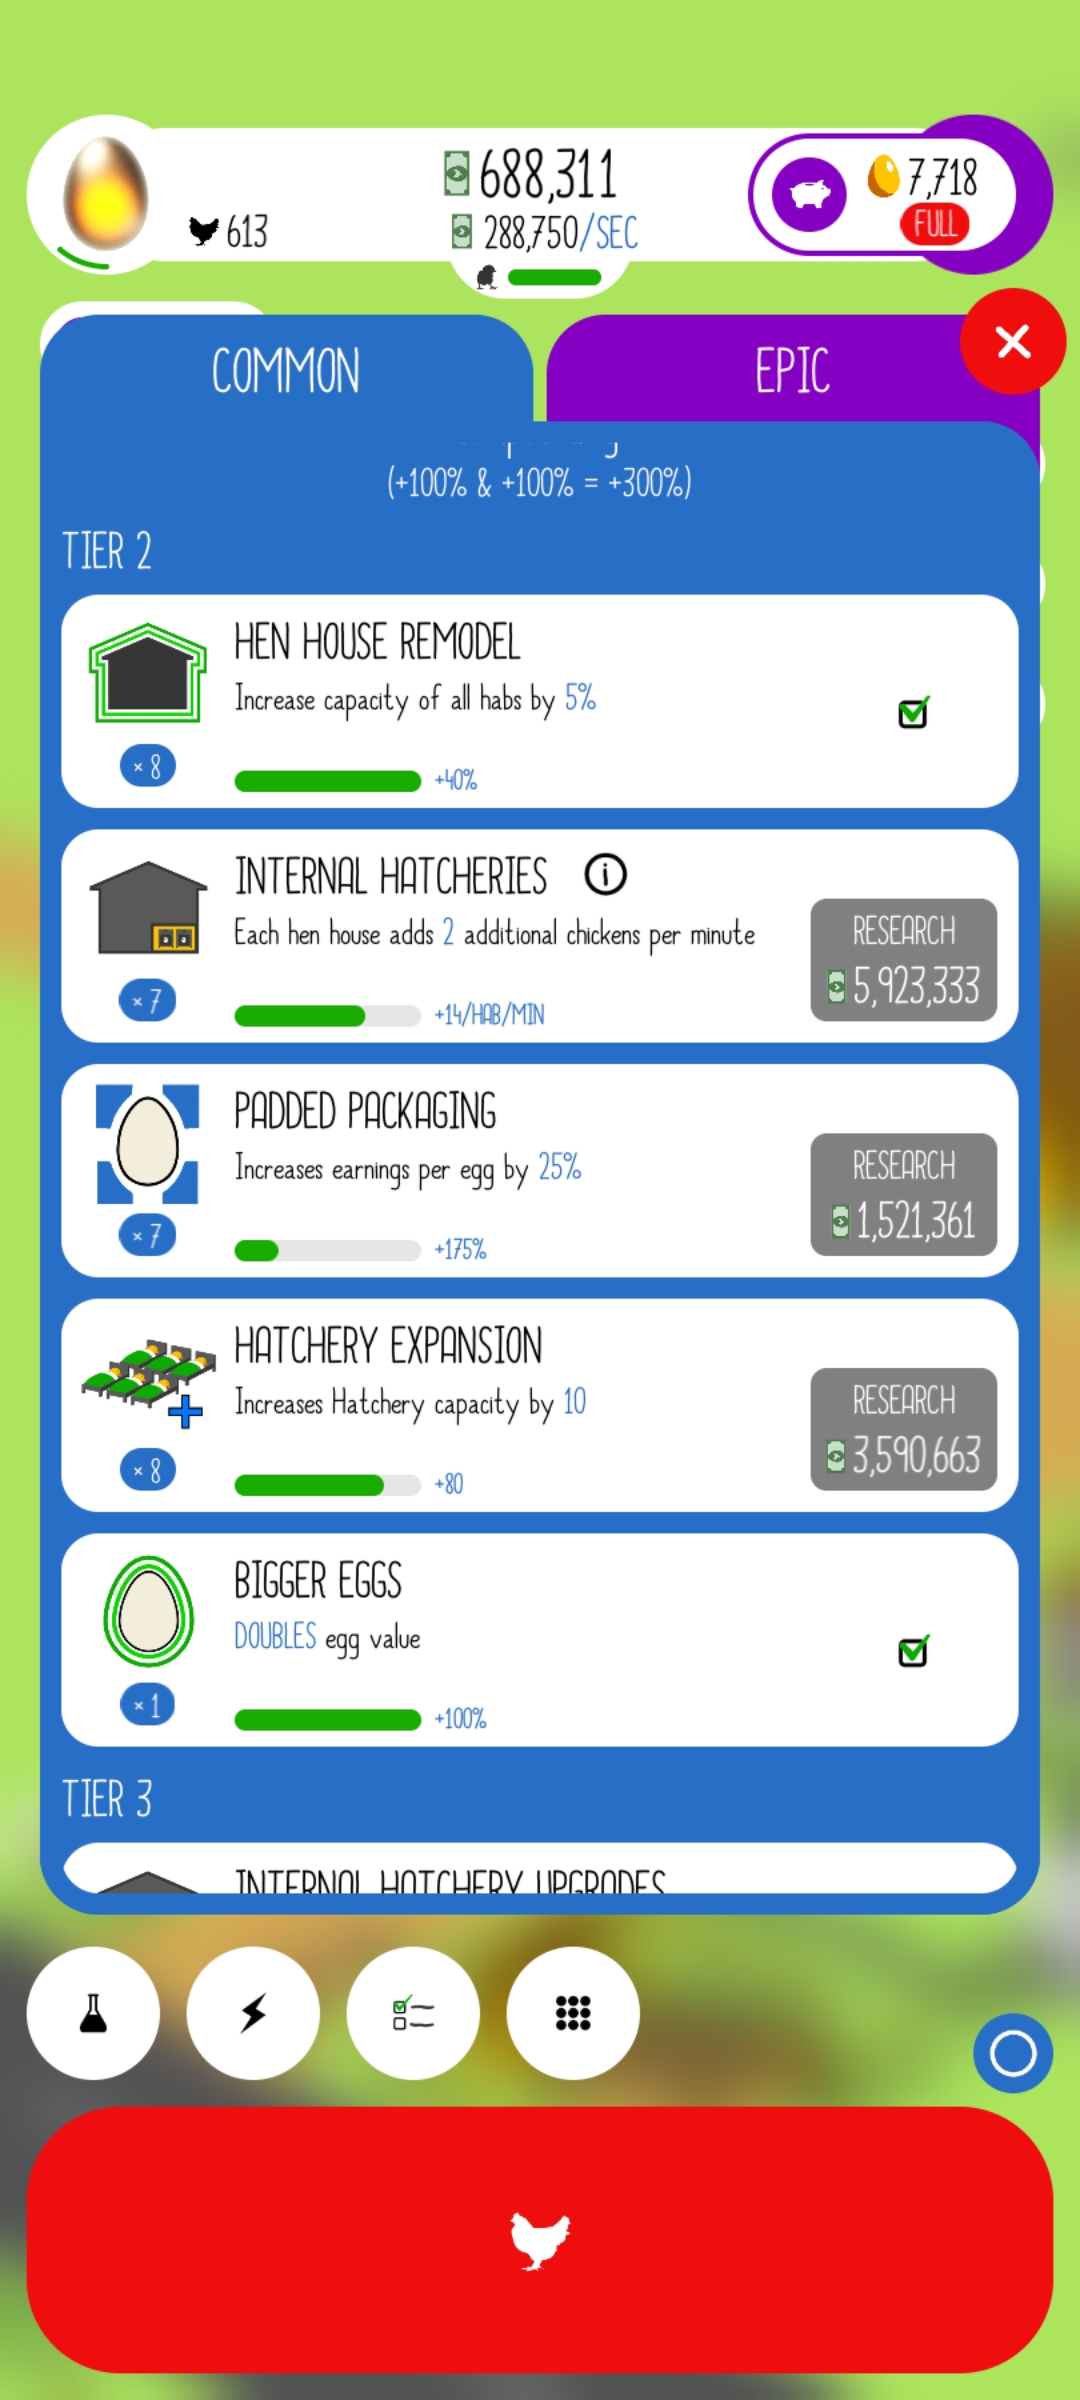 688,311
7,718
613
288,750/SEC
FULL
COMMON
EPIC
(+100% & +100% = +300%)
TIER 2
HEN HOUSE REMODEL
Increase capacity of all habs by 5%
× 8
+40%
INTERNAL HATCHERIES i
Each hen house adds 2 additional chickens per minute
RESEARCH
5,923,333
× 7
+14/HAB/MIN
PADDED PACKAGING
Increases earnings per egg by 25%
RESEARCH
1,521,361
× 7
+175%
HATCHERY EXPANSION
Increases Hatchery capacity by 10
RESEARCH
3,590,663
× 8
+80
BIGGER EGGS
DOUBLES egg value
× 1
+100%
TIER 3
INTERNAL HATCHERY UPGRADES